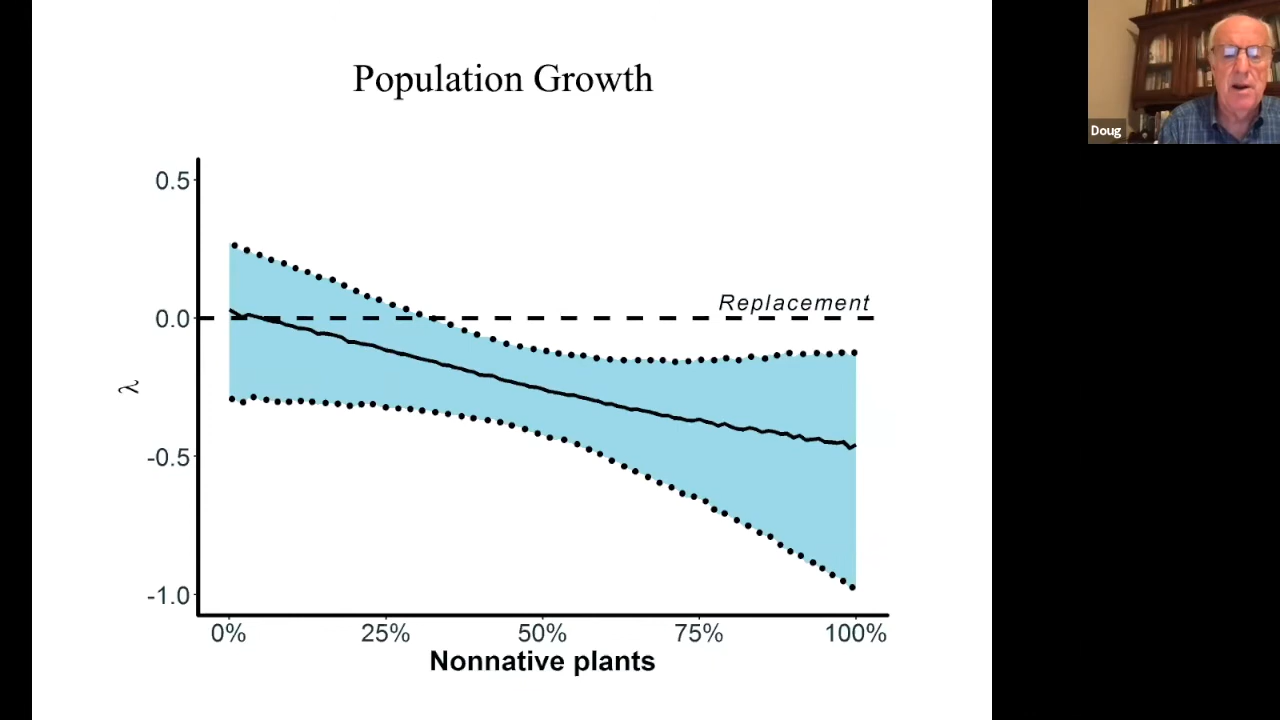 Population Growth
Doug
0.5
Replacement
0.0
λ
-0.5
-1.0
0% 25% 50% 75% 100%
Nonnative plants